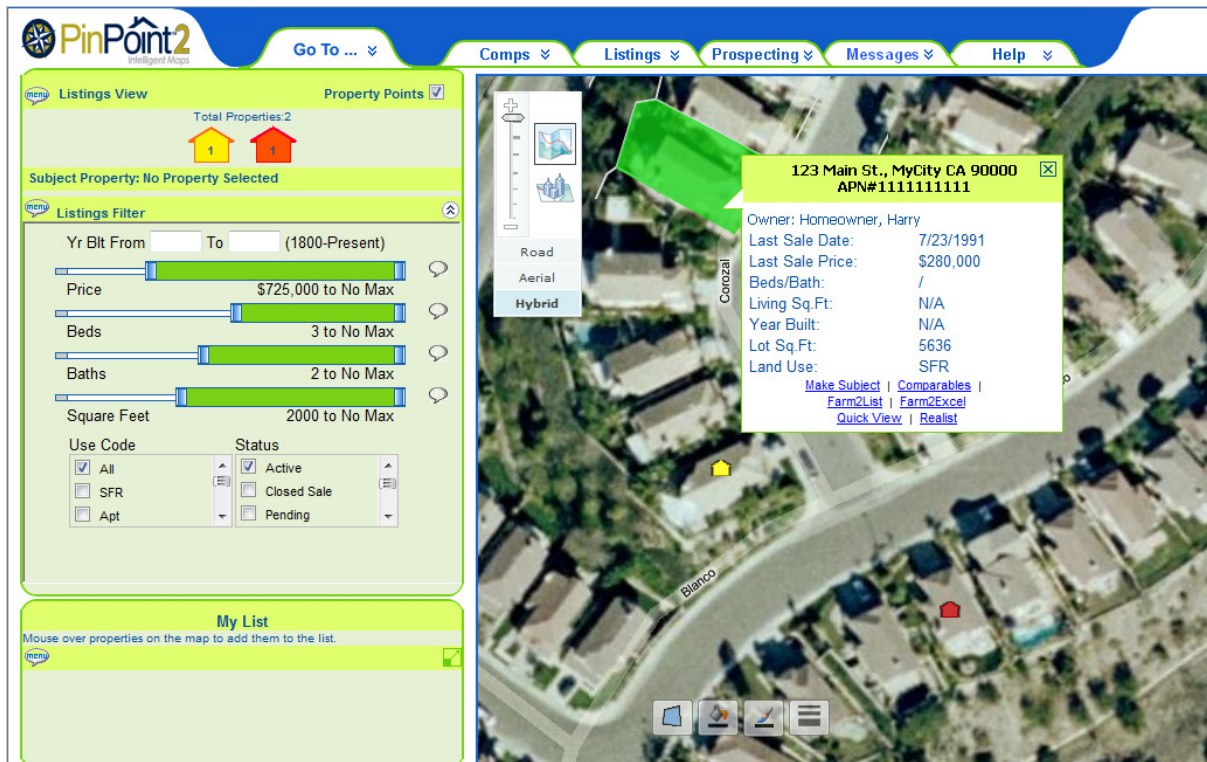 PinPoint2
Intelligent Maps
Go To ...
Comps
Listings
Prospecting
Messages
Help
menu
Listings View
Property Points
Total Properties:2
1
1
Subject Property: No Property Selected
menu
Listings Filter
Yr Blt From
To
(1800-Present)
Price
$725,000 to No Max
Beds
3 to No Max
Baths
2 to No Max
Square Feet
2000 to No Max
Use Code
Status
All
SFR
Apt
Active
Closed Sale
Pending
My List
Mouse over properties on the map to add them to the list.
menu
Road
Aerial
Hybrid
Corozal
123 Main St., MyCity CA 90000
APN#1111111111
Owner: Homeowner, Harry
Last Sale Date: 7/23/1991
Last Sale Price: $280,000
Beds/Bath: /
Living Sq.Ft: N/A
Year Built: N/A
Lot Sq.Ft: 5636
Land Use: SFR
Make Subject | Comparables |
Farm2List | Farm2Excel
Quick View | Realist
Blanco